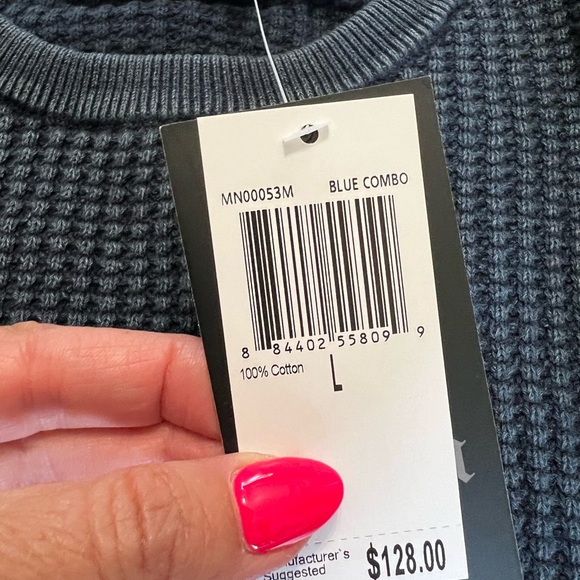 MN00053M BLUE COMBO
8 84402 55809 9
100% Cotton
L
Suggested $128.00